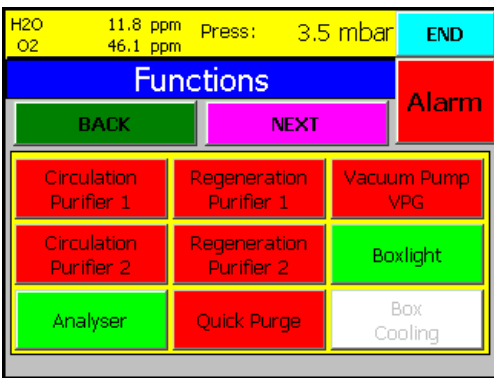 H2O 11.8 ppm Press: 3.5 mbar END
O2 46.1 ppm
Functions
Alarm
BACK NEXT
Circulation Purifier 1
Regeneration Purifier 1
Vacuum Pump VPG
Circulation Purifier 2
Regeneration Purifier 2
Boxlight
Analyser
Quick Purge
Box Cooling